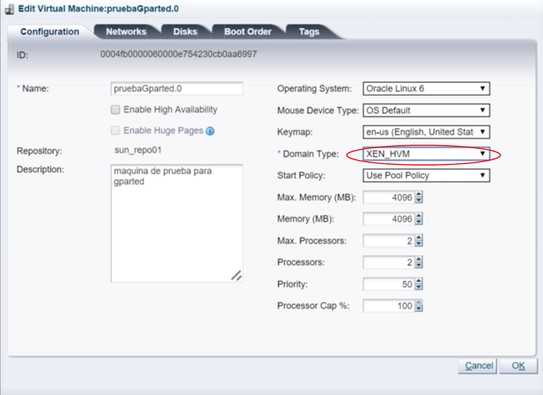 Edit Virtual Machine:pruebaGparted.0
Configuration Networks Disks Boot Order Tags
ID: 0004fb0000060000e754230cb0aa6997
* Name: pruebaGparted.0
Enable High Availability
Enable Huge Pages
Repository: sun_repo01
Description: maquina de prueba para
gparted
Operating System: Oracle Linux 6
Mouse Device Type: OS Default
Keymap: en-us (English, United Stat
* Domain Type: XEN_HVM
Start Policy: Use Pool Policy
Max. Memory (MB): 4096
Memory (MB): 4096
Max. Processors: 2
Processors: 2
Priority: 50
Processor Cap %: 100
Cancel OK